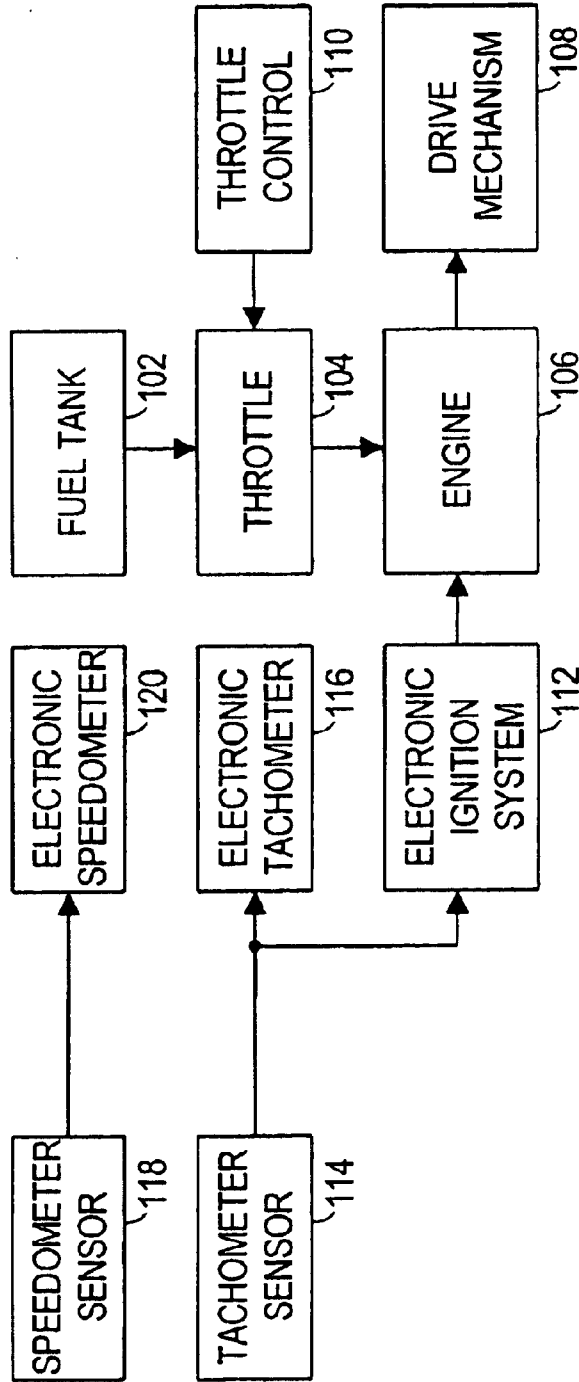 SPEEDOMETER
SENSOR
118
ELECTRONIC
SPEEDOMETER
120
FUEL TANK
102
TACHOMETER
SENSOR
114
ELECTRONIC
TACHOMETER
116
THROTTLE
104
THROTTLE
CONTROL
110
ELECTRONIC
IGNITION
SYSTEM
112
ENGINE
106
DRIVE
MECHANISM
108